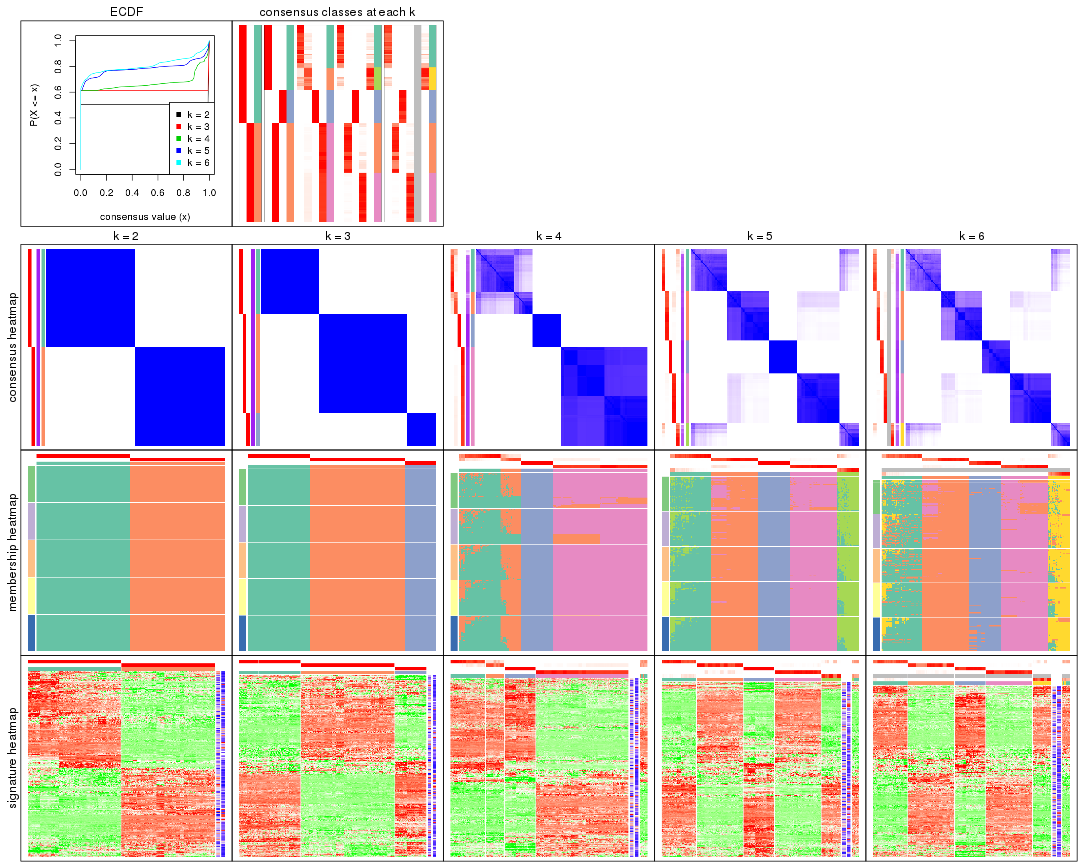 ECDF
consensus classes at each k
P(X <= x)
1.0
0.8
0.6
0.4
0.2
0.0
k = 2
k = 3
k = 4
k = 5
k = 6
0.0 0.2 0.4 0.6 0.8 1.0
consensus value (x)
k = 2
k = 3
k = 4
k = 5
k = 6
consensus heatmap
membership heatmap
signature heatmap